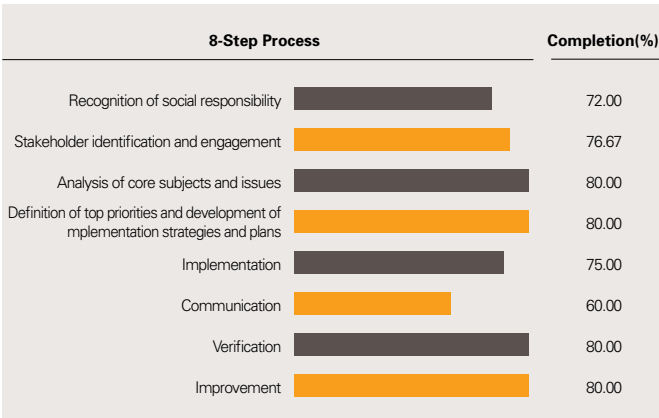 8-Step Process Completion(%)
Recognition of social responsibility 72.00
Stakeholder identification and engagement 76.67
Analysis of core subjects and issues 80.00
Definition of top priorities and development of
mplementation strategies and plans 80.00
Implementation 75.00
Communication 60.00
Verification 80.00
Improvement 80.00